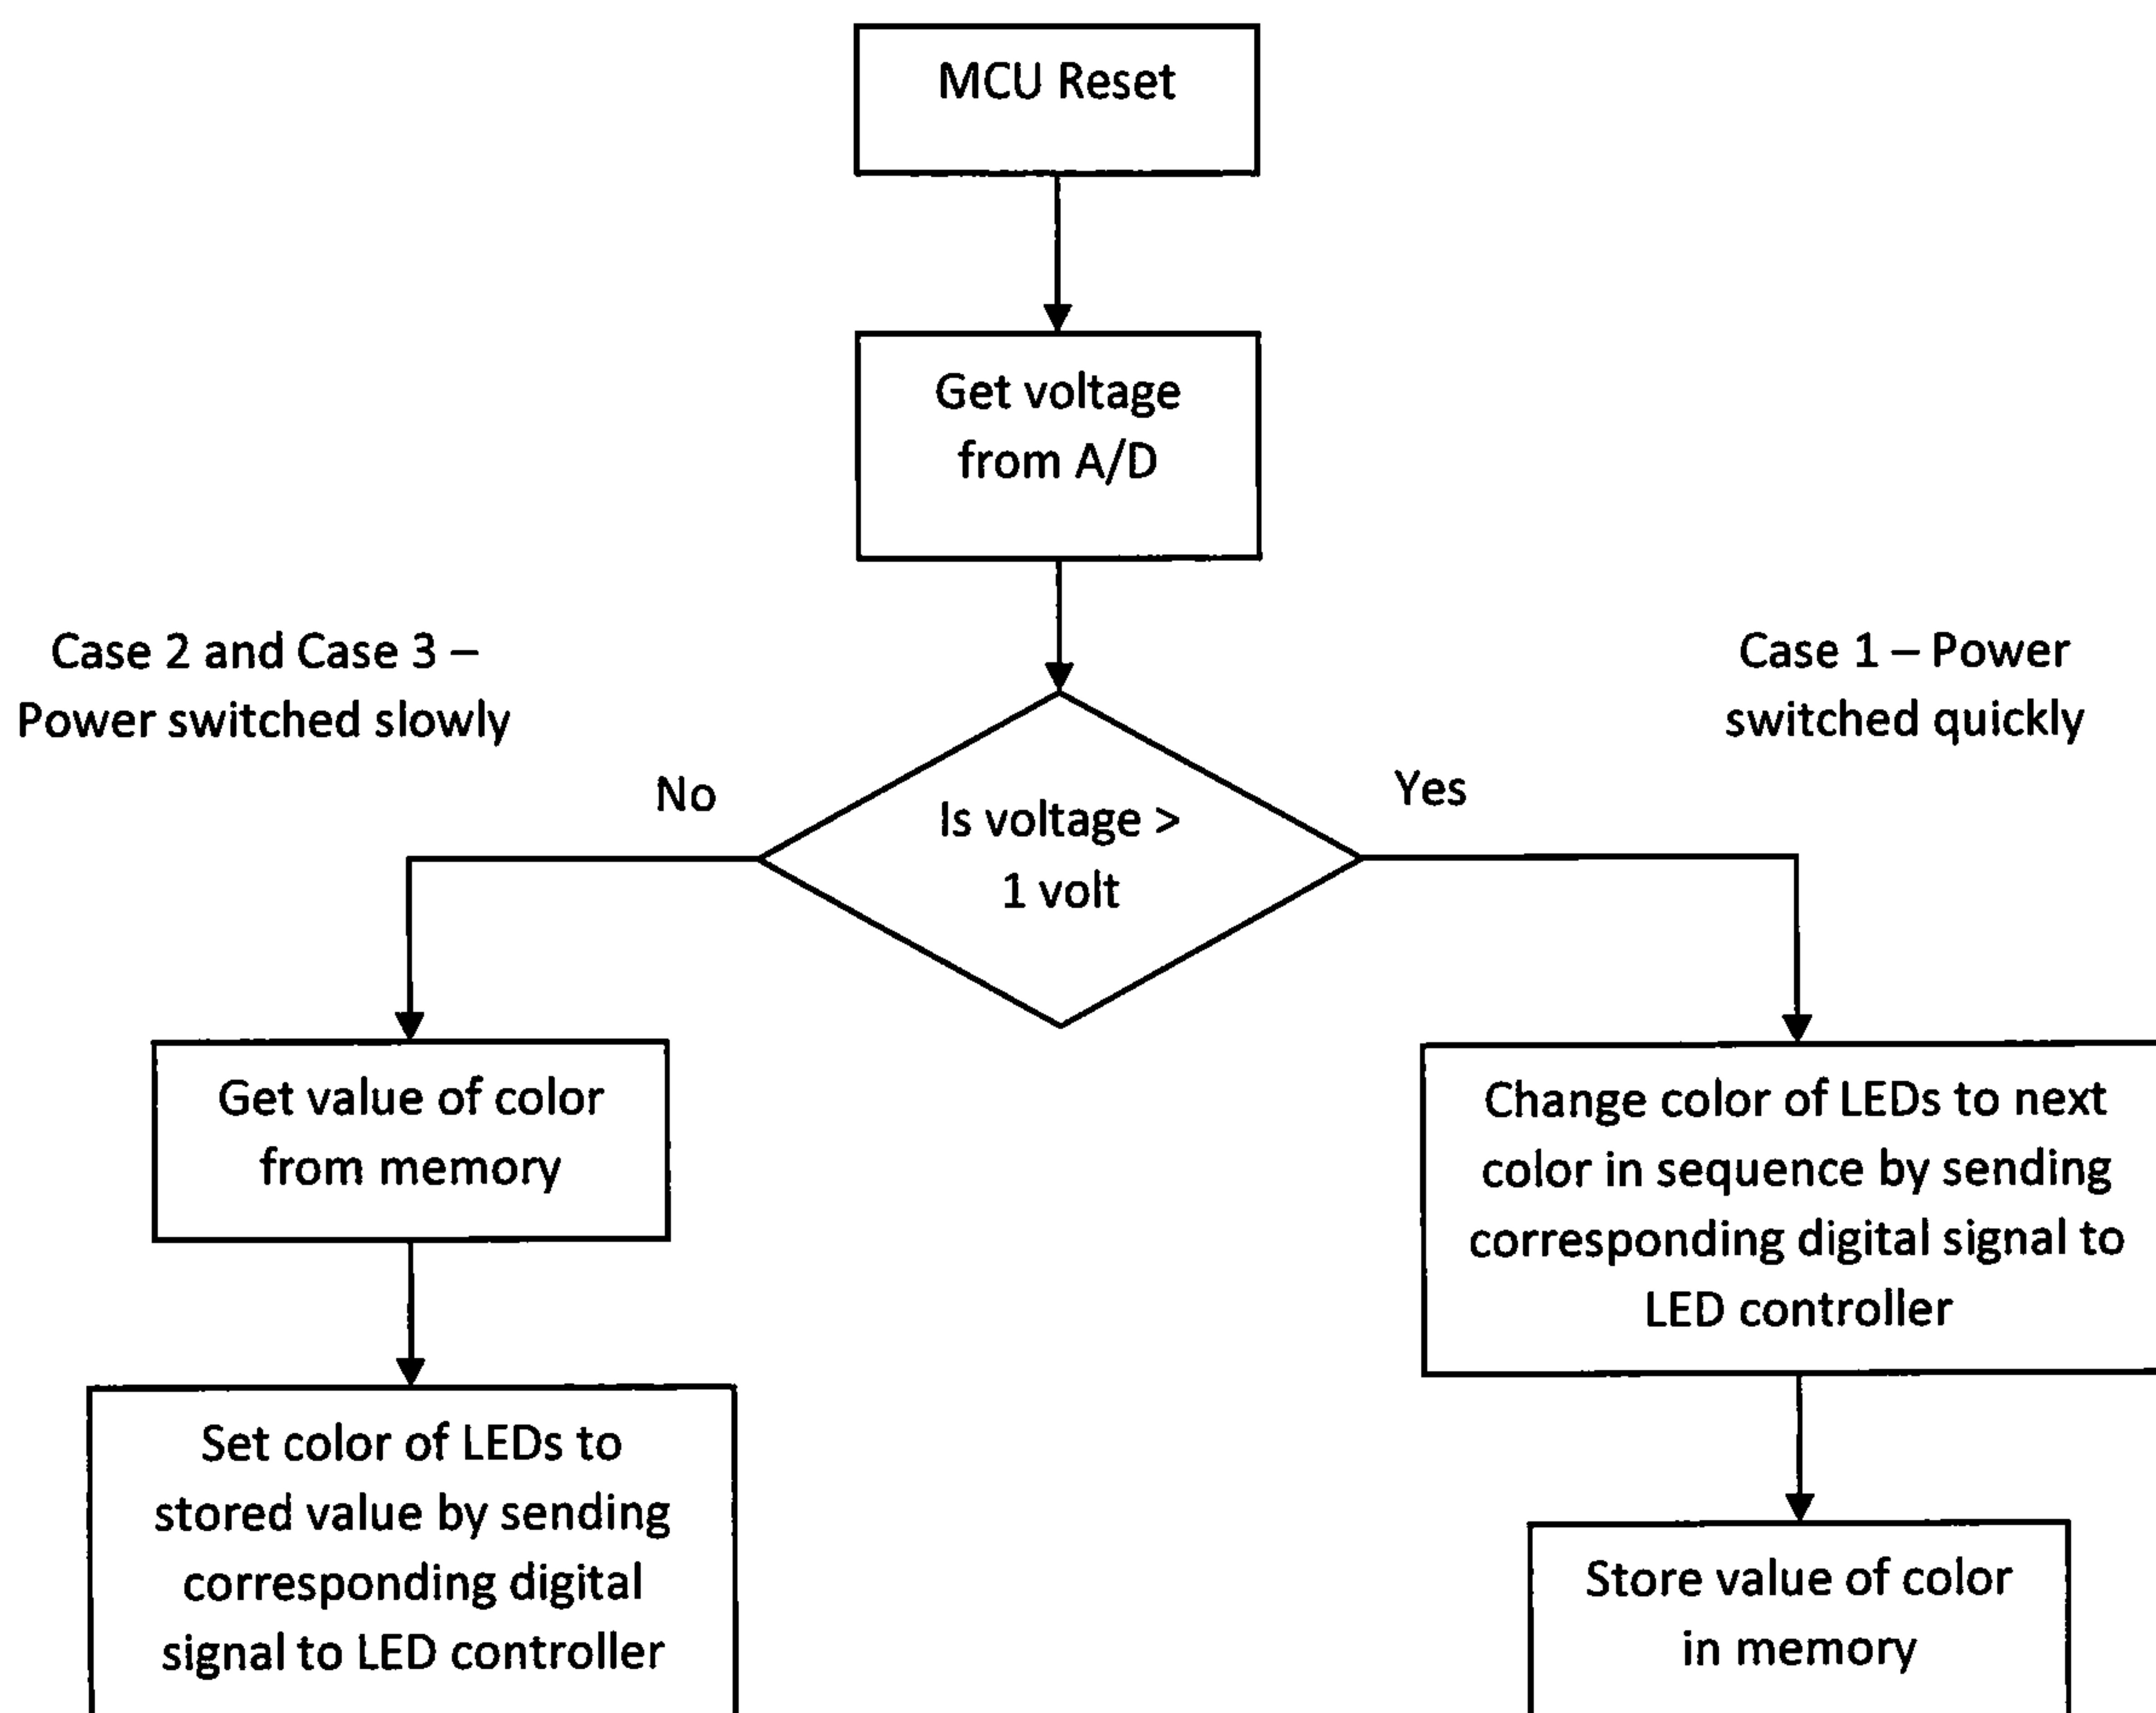 MCU Reset
Get voltage
from A/D
Case 2 and Case 3 –
Power switched slowly
Case 1 – Power
switched quickly
No
Yes
Is voltage >
1 volt
Get value of color
from memory
Change color of LEDs to next
color in sequence by sending
corresponding digital signal to
LED controller
Set color of LEDs to
stored value by sending
corresponding digital
signal to LED controller
Store value of color
in memory